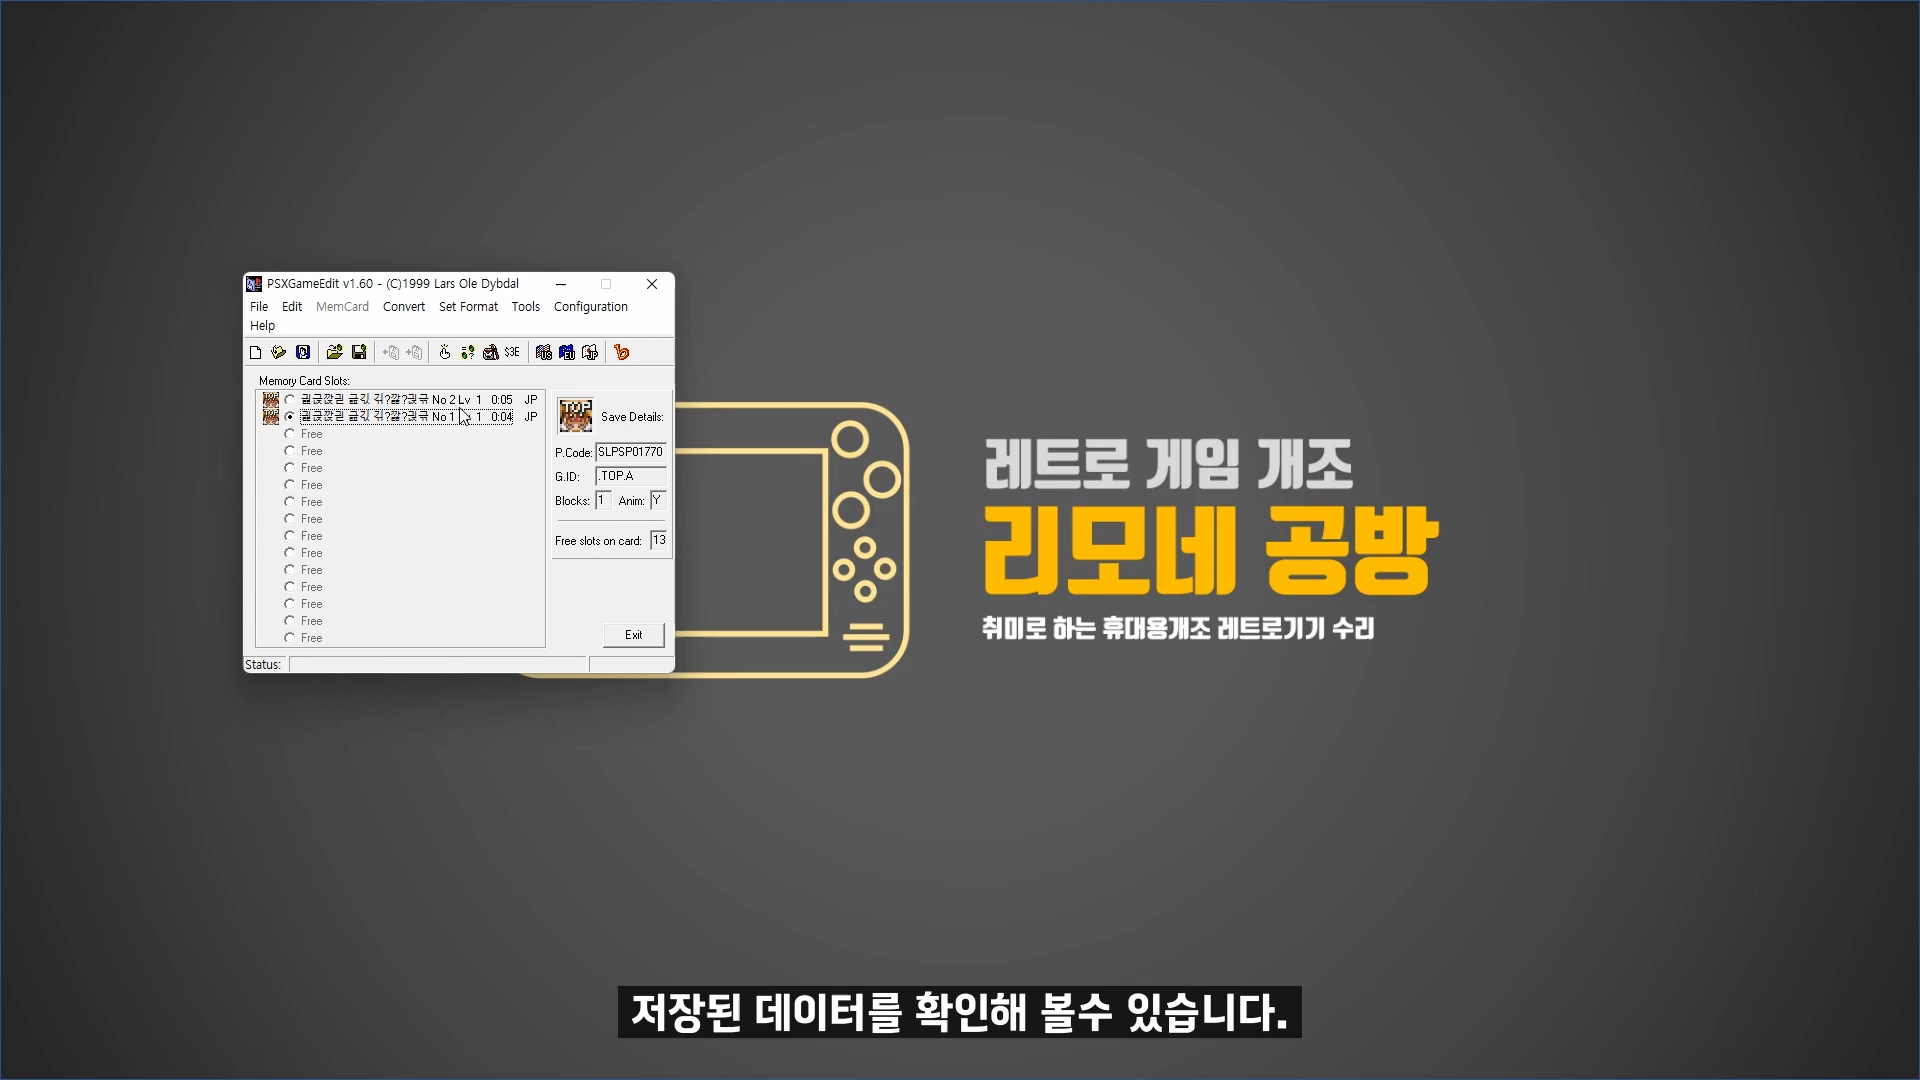 PSXGameEdit v1.60 - (C)1999 Lars Ole Dybdal
File Edit MemCard Convert Set Format Tools Configuration
Help
$3E US EU JP
Memory Card Slots:
No 2 Lv 1 0:05 JP
No 1 1 0:04 JP
Free
Free
Free
Free
Free
Free
Free
Free
Free
Free
Free
Free
Free
TOP
Save Details:
P.Code: SLPSP01770
G.ID: .TOP.A
Blocks: 1 Anim: Y
Free slots on card: 13
Exit
Status:
레트로 게임 개조
리모네 공방
취미로 하는 휴대용개조 레트로기기 수리
저장된 데이터를 확인해 볼수 있습니다.